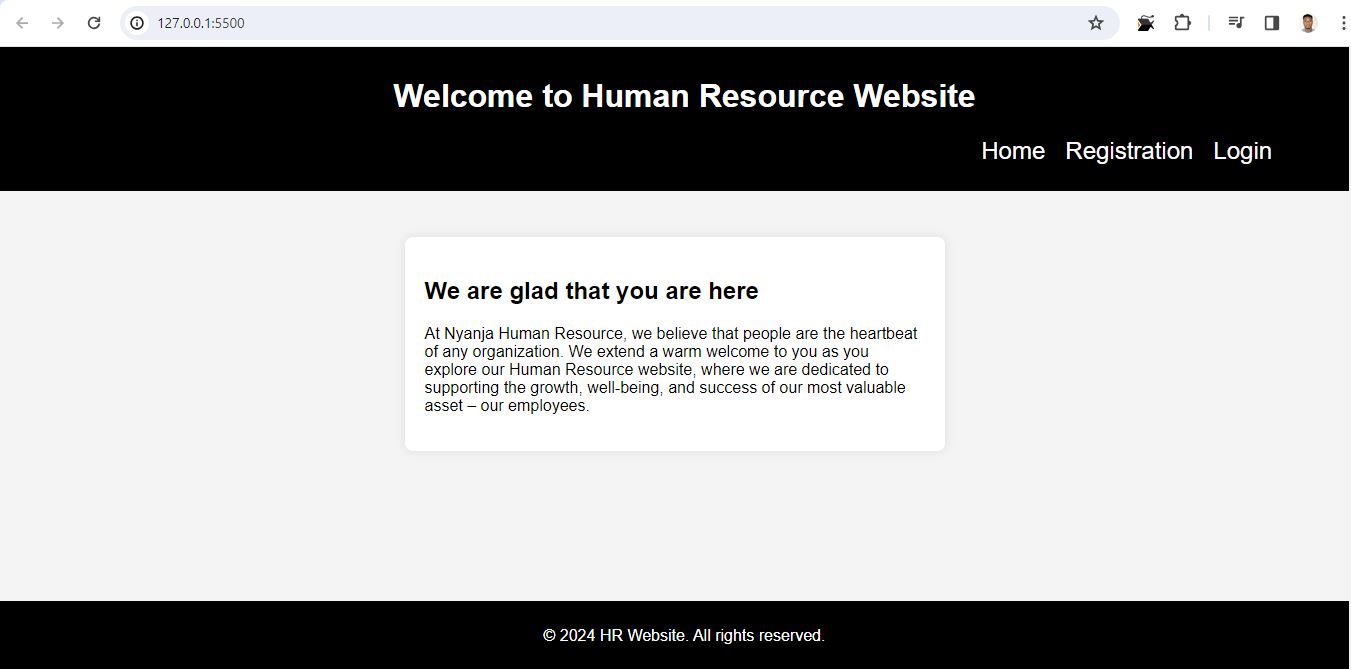 127.0.0.1:5500
Welcome to Human Resource Website
Home Registration Login
We are glad that you are here
At Nyanja Human Resource, we believe that people are the heartbeat
of any organization. We extend a warm welcome to you as you
explore our Human Resource website, where we are dedicated to
supporting the growth, well-being, and success of our most valuable
asset – our employees.
© 2024 HR Website. All rights reserved.